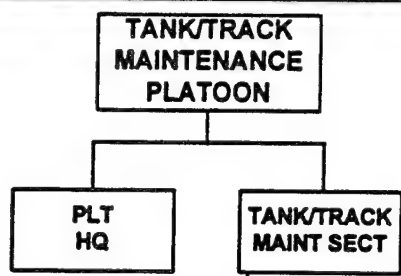 TANK/TRACK
MAINTENANCE
PLATOON
PLT
HQ
TANK/TRACK
MAINT SECT